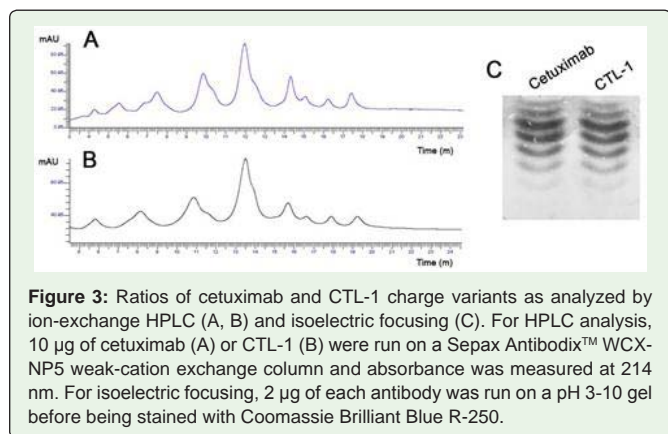 mAU
A
Time (m)
C
Cetuximab
CTL-1
mAU
B
Time (m)
Figure 3: Ratios of cetuximab and CTL-1 charge variants as analyzed by
ion-exchange HPLC (A, B) and isoelectric focusing (C). For HPLC analysis,
10 µg of cetuximab (A) or CTL-1 (B) were run on a Sepax Antibodix™ WCX-
NP5 weak-cation exchange column and absorbance was measured at 214
nm. For isoelectric focusing, 2 µg of each antibody was run on a pH 3-10 gel
before being stained with Coomassie Brilliant Blue R-250.